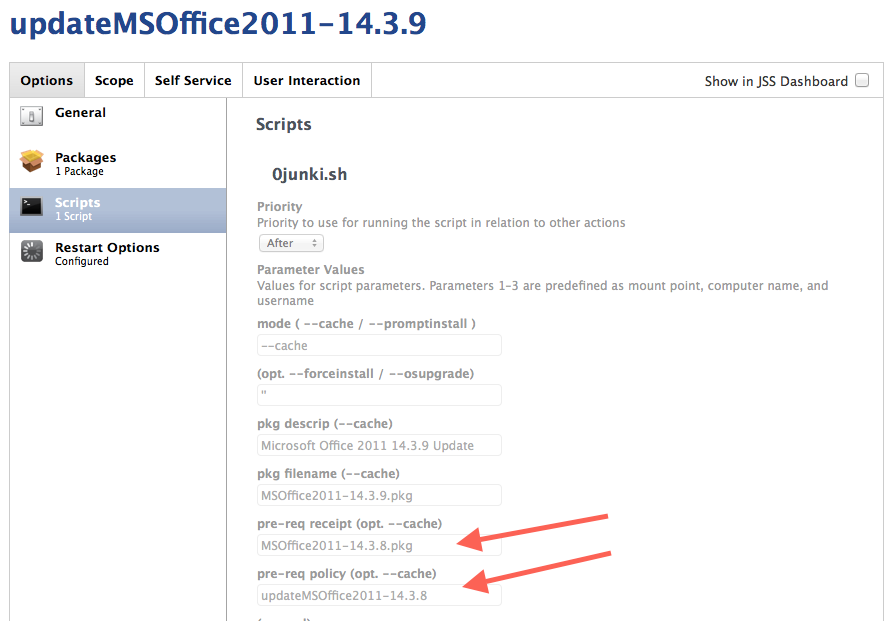 updateMSOffice2011-14.3.9
Options
Scope
Self Service
User Interaction
Show in JSS Dashboard
General
Packages
1 Package
Scripts
1 Script
Restart Options
Configured
Scripts
0junki.sh
Priority
Priority to use for running the script in relation to other actions
After
Parameter Values
Values for script parameters. Parameters 1-3 are predefined as mount point, computer name, and
username
mode ( --cache / --promptinstall )
--cache
(opt. --forceinstall / --osupgrade)
"
pkg descrip (--cache)
Microsoft Office 2011 14.3.9 Update
pkg filename (--cache)
MSOffice2011-14.3.9.pkg
pre-req receipt (opt. --cache)
MSOffice2011-14.3.8.pkg
pre-req policy (opt. --cache)
updateMSOffice2011-14.3.8